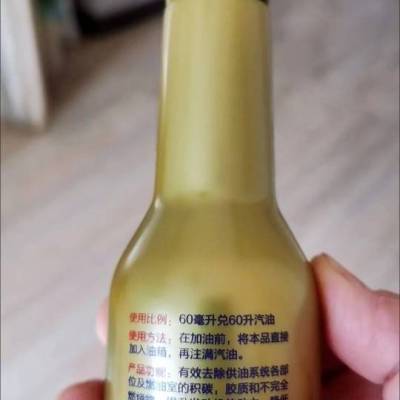 使用比例：60毫升兑60升汽油
使用方法：在加油前，将本品直接
加入油箱，再注满汽油。
产品功能：有效去除供油系统各部
位及燃油室的积碳，胶质和不完全
燃烧物